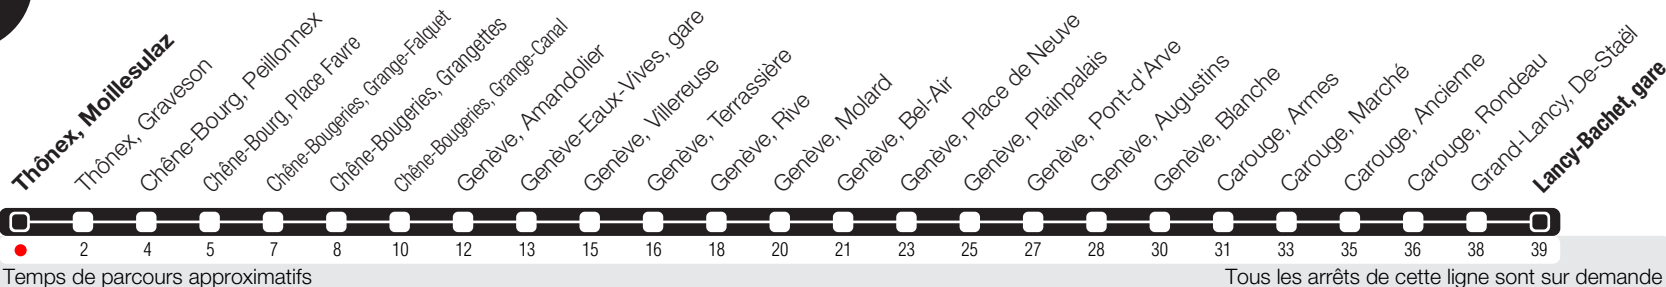 Thônex, Moillesulaz
Thônex, Graveson
Chêne-Bourg, Peillonnex
Chêne-Bourg, Place Favre
Chêne-Bougeries, Grange-Falquet
Chêne-Bougeries, Grangettes
Chêne-Bougeries, Grange-Canal
Genève, Amandolier
Genève-Eaux-Vives, gare
Genève, Villereuse
Genève, Terrassière
Genève, Rive
Genève, Molard
Genève, Bel-Air
Genève, Place de Neuve
Genève, Plainpalais
Genève, Pont-d'Arve
Genève, Augustins
Genève, Blanche
Carouge, Armes
Carouge, Marché
Carouge, Ancienne
Carouge, Rondeau
Grand-Lancy, De-Staël
Lancy-Bachet, gare
2 4 5 7 8 10 12 13 15 16 18 20 21 23 25 27 28 30 31 33 35 36 38 39
Temps de parcours approximatifs
Tous les arrêts de cette ligne sont sur demande